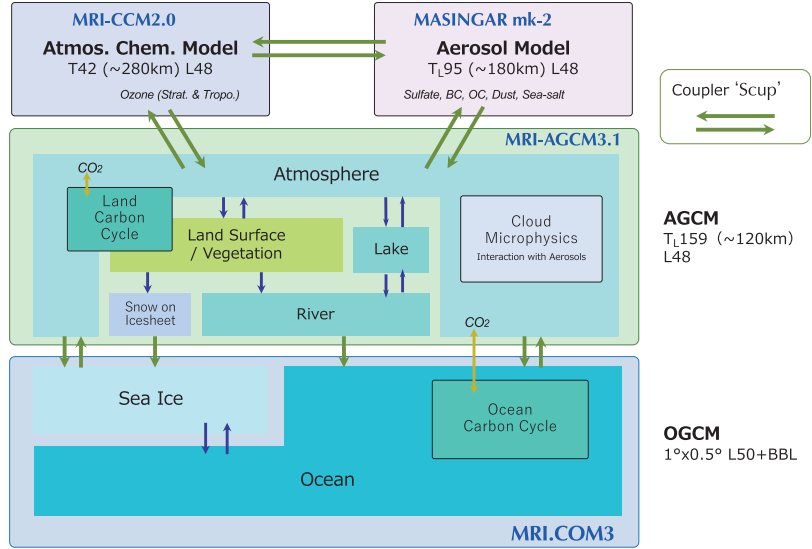 MRI-CCM2.0
Atmos. Chem. Model
T42 (~280km) L48
Ozone (Strat. & Tropo.)
MASINGAR mk-2
Aerosol Model
TL95 (~180km) L48
Sulfate, BC, OC, Dust, Sea-salt
Coupler ‘Scup’
MRI-AGCM3.1
CO2
Atmosphere
Land
Carbon
Cycle
Land Surface
/ Vegetation
Lake
Cloud
Microphysics
Interaction with Aerosols
AGCM
TL159 (~120km)
L48
Snow on
Icesheet
River
CO2
Sea Ice
Ocean
Carbon Cycle
OGCM
1°x0.5° L50+BBL
Ocean
MRI.COM3